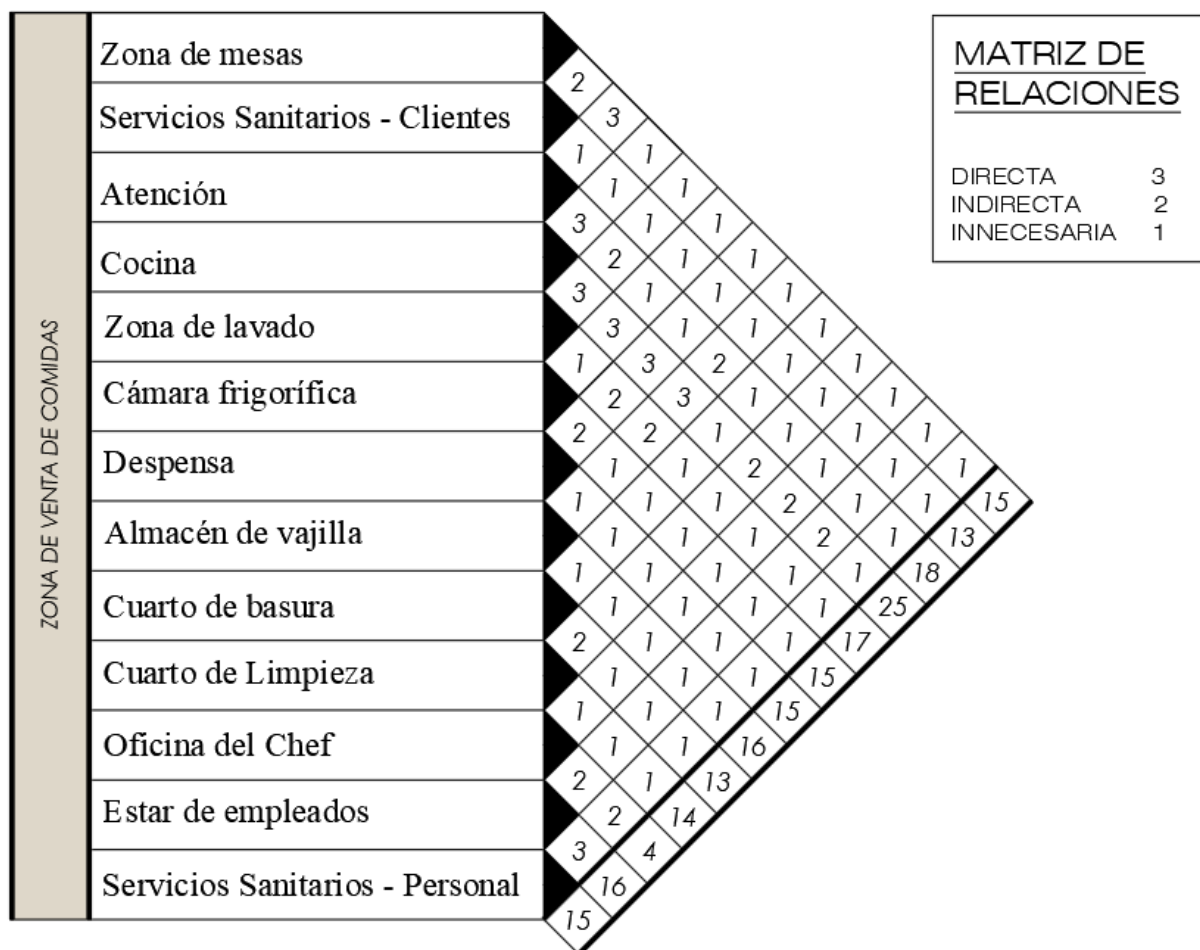 ZONA DE VENTA DE COMIDAS
Zona de mesas
Servicios Sanitarios - Clientes
Atención
Cocina
Zona de lavado
Cámara frigorífica
Despensa
Almacén de vajilla
Cuarto de basura
Cuarto de Limpieza
Oficina del Chef
Estar de empleados
Servicios Sanitarios - Personal
2
3
1 1
1 1
3 1 1
2 1 1
3 1 1 1
3 1 1 1
1 3 2 1 1
2 3 1 1 1
2 2 1 1 1 1
1 1 2 1 1 1
1 1 1 2 1 1 15
1 1 1 2 1 13
1 1 1 1 1 18
1 1 1 1 25
2 1 1 1 17
1 1 1 15
1 1 1 15
1 1 16
2 1 13
2 14
3 4
16
15
MATRIZ DE
RELACIONES
DIRECTA 3
INDIRECTA 2
INNECESARIA 1